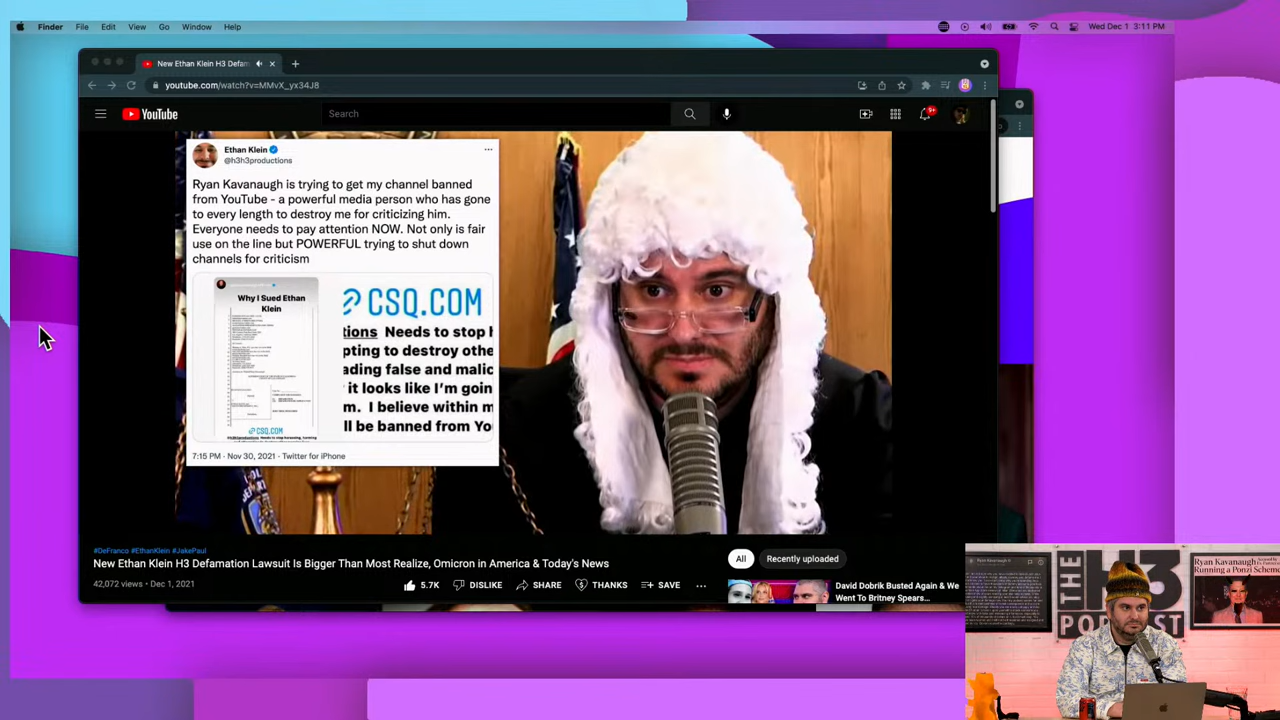 Finder File Edit View Go Window Help
Wed Dec 1 3:11 PM
New Ethan Klein H3 Defam
youtube.com/watch?v=MMvX_yx34J8
YouTube
Search
9+
Ethan Klein
@h3h3productions
Ryan Kavanaugh is trying to get my channel banned
from YouTube - a powerful media person who has gone
to every length to destroy me for criticizing him.
Everyone needs to pay attention NOW. Not only is fair
use on the line but POWERFUL trying to shut down
channels for criticism
Why I Sued Ethan
Klein
CSQ.COM
CSQ.COM
tions Needs to stop
pting to destroy othe
ading false and malic
it looks like I'm goin
m. I believe within m
ll be banned from Yo
7:15 PM · Nov 30, 2021 · Twitter for iPhone
#DeFranco #EthanKlein #JakePaul
New Ethan Klein H3 Defamation Lawsuit Is Bigger Than Most Realize, Omicron in America & Today's News
42,072 views • Dec 1, 2021
5.7K DISLIKE SHARE THANKS SAVE
All
Recently uploaded
David Dobrik Busted Again & We
Went To Britney Spears...
THE
PODCAST
Ryan Kavanaugh
Running a Ponzi Scheme